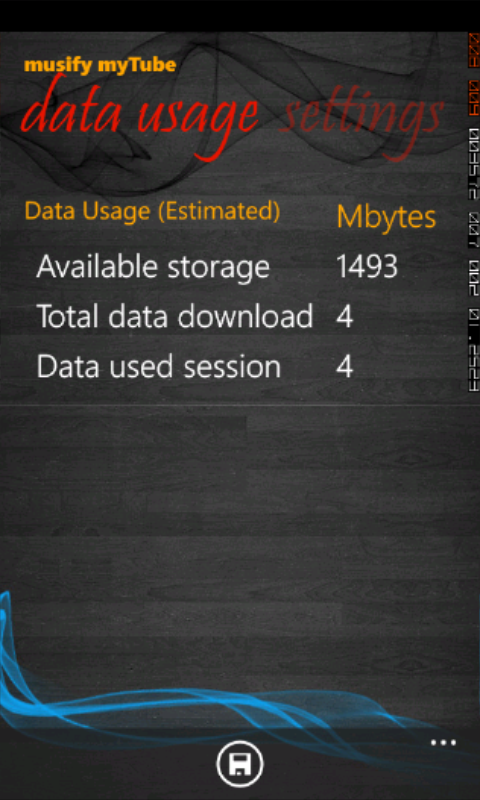 musify myTube
data usage settings
Data Usage (Estimated) Mbytes
Available storage 1493
Total data download 4
Data used session 4